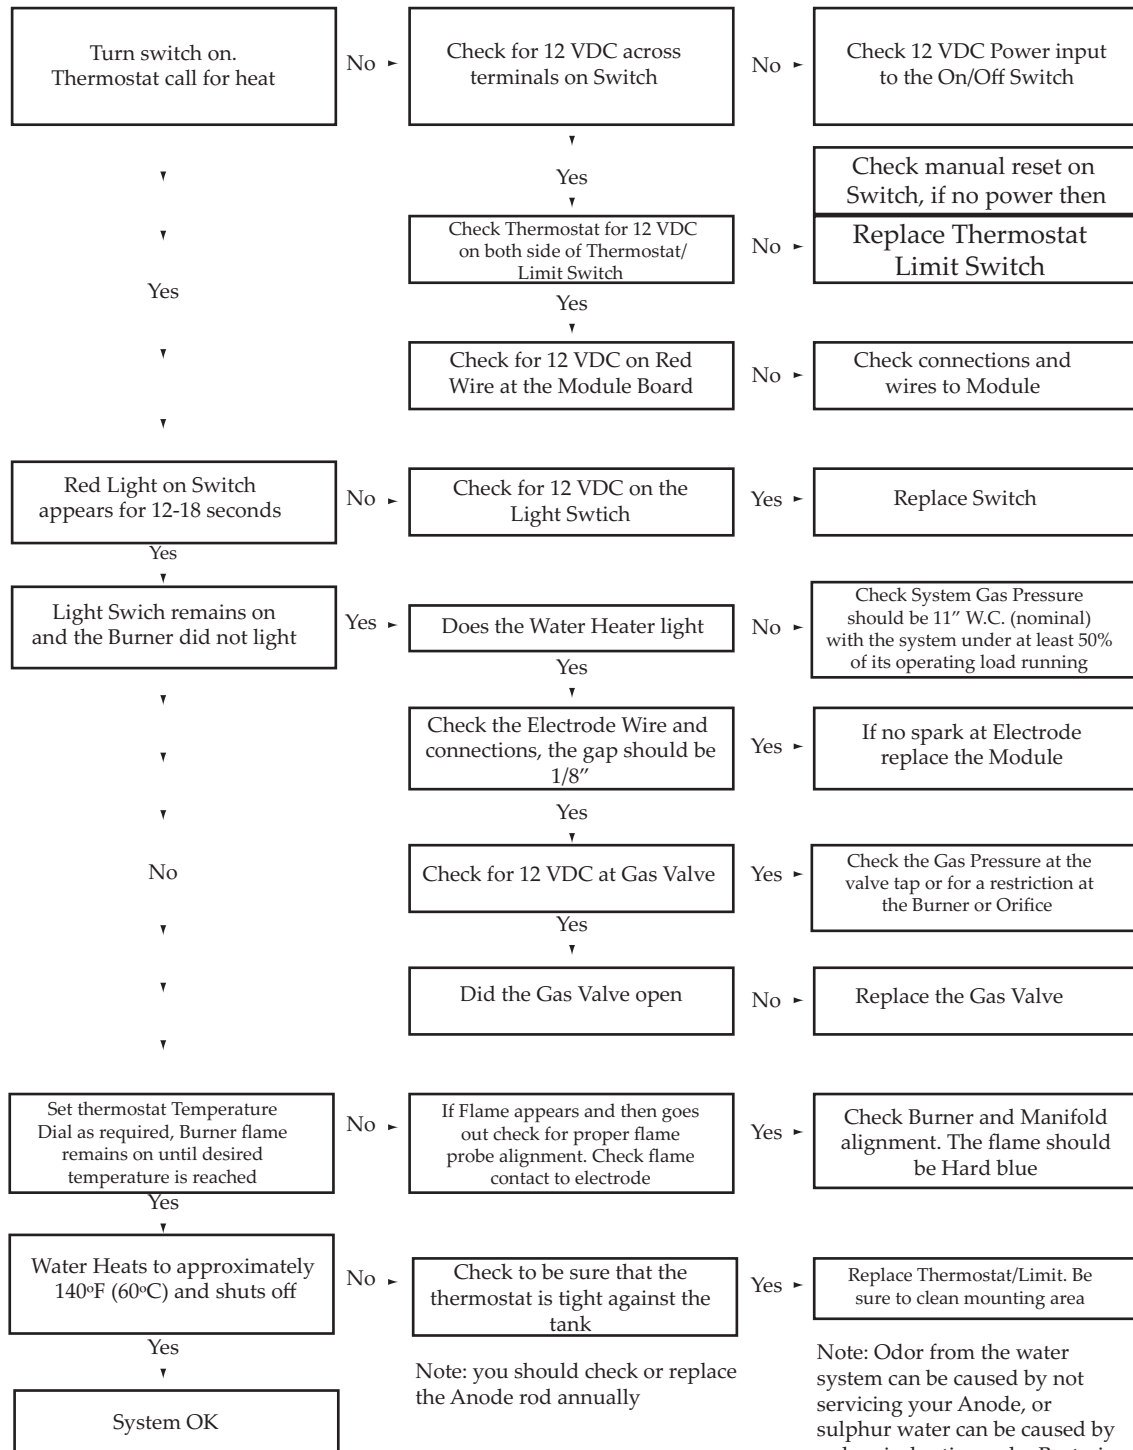 Turn switch on.
Thermostat call for heat
No
Check for 12 VDC across
terminals on Switch
No
Check 12 VDC Power input
to the On/Off Switch
Yes
Check manual reset on
Switch, if no power then
Check Thermostat for 12 VDC
on both side of Thermostat/
Limit Switch
No
Replace Thermostat
Limit Switch
Yes
Yes
Check for 12 VDC on Red
Wire at the Module Board
No
Check connections and
wires to Module
Red Light on Switch
appears for 12-18 seconds
No
Check for 12 VDC on the
Light Swtich
Yes
Replace Switch
Yes
Light Swich remains on
and the Burner did not light
Yes
Does the Water Heater light
No
Check System Gas Pressure
should be 11" W.C. (nominal)
with the system under at least 50%
of its operating load running
Yes
Check the Electrode Wire and
connections, the gap should be
1/8"
Yes
If no spark at Electrode
replace the Module
Yes
No
Check for 12 VDC at Gas Valve
Yes
Check the Gas Pressure at the
valve tap or for a restriction at
the Burner or Orifice
Yes
Did the Gas Valve open
No
Replace the Gas Valve
Set thermostat Temperature
Dial as required, Burner flame
remains on until desired
temperature is reached
No
If Flame appears and then goes
out check for proper flame
probe alignment. Check flame
contact to electrode
Yes
Check Burner and Manifold
alignment. The flame should
be Hard blue
Yes
Water Heats to approximately
140ºF (60ºC) and shuts off
No
Check to be sure that the
thermostat is tight against the
tank
Yes
Replace Thermostat/Limit. Be
sure to clean mounting area
Yes
System OK
Note: you should check or replace
the Anode rod annually
Note: Odor from the water
system can be caused by not
servicing your Anode, or
sulphur water can be caused by